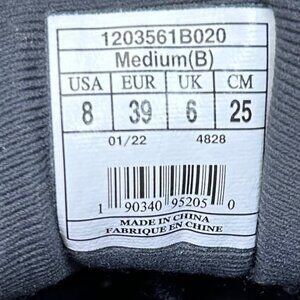 1203561B020
Medium(B)
USA EUR UK CM
8 39 6 25
01/22 4828
1 90340 95205 0
MADE IN CHINA
FABRIQUE EN CHINE